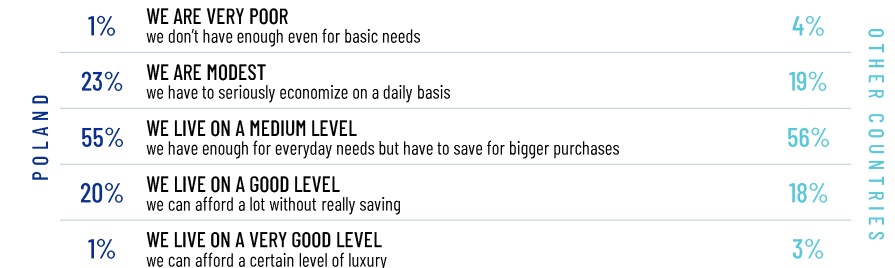 POLAND
1% WE ARE VERY POOR 4%
we don't have enough even for basic needs
23% WE ARE MODEST 19%
we have to seriously economize on a daily basis
55% WE LIVE ON A MEDIUM LEVEL 56%
we have enough for everyday needs but have to save for bigger purchases
20% WE LIVE ON A GOOD LEVEL 18%
we can afford a lot without really saving
1% WE LIVE ON A VERY GOOD LEVEL 3%
we can afford a certain level of luxury
OTHER COUNTRIES